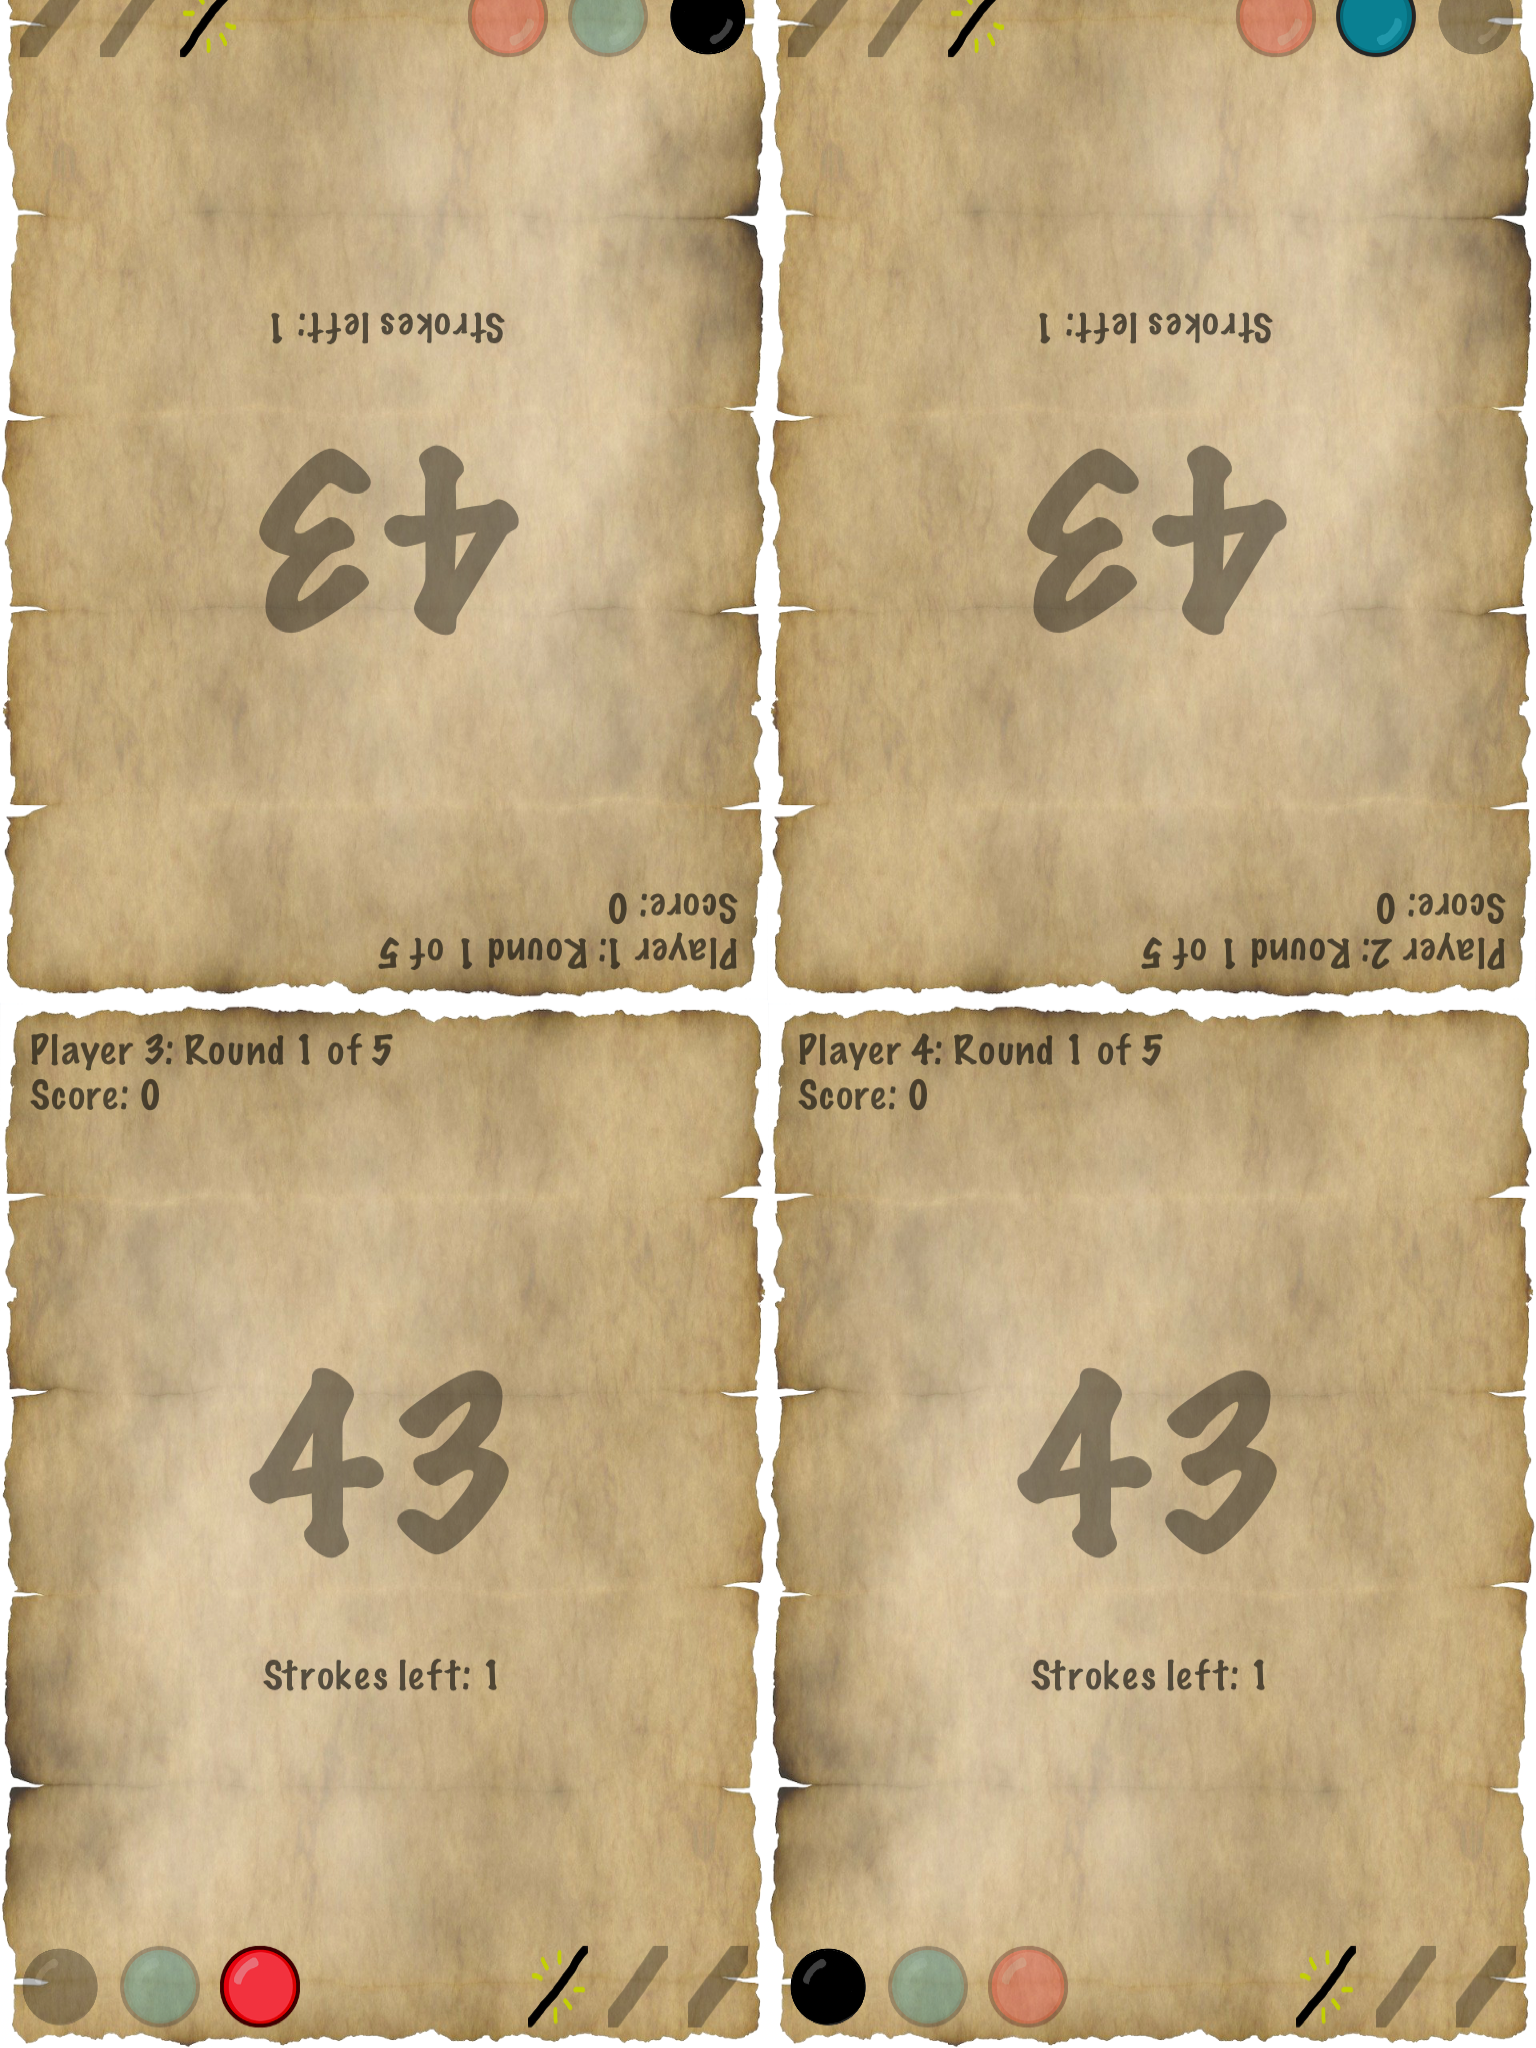 Strokes left: 1
43
Score: 0
Player 1: Round 1 of 5
Strokes left: 1
43
Score: 0
Player 2: Round 1 of 5
Player 3: Round 1 of 5
Score: 0
43
Strokes left: 1
Player 4: Round 1 of 5
Score: 0
43
Strokes left: 1